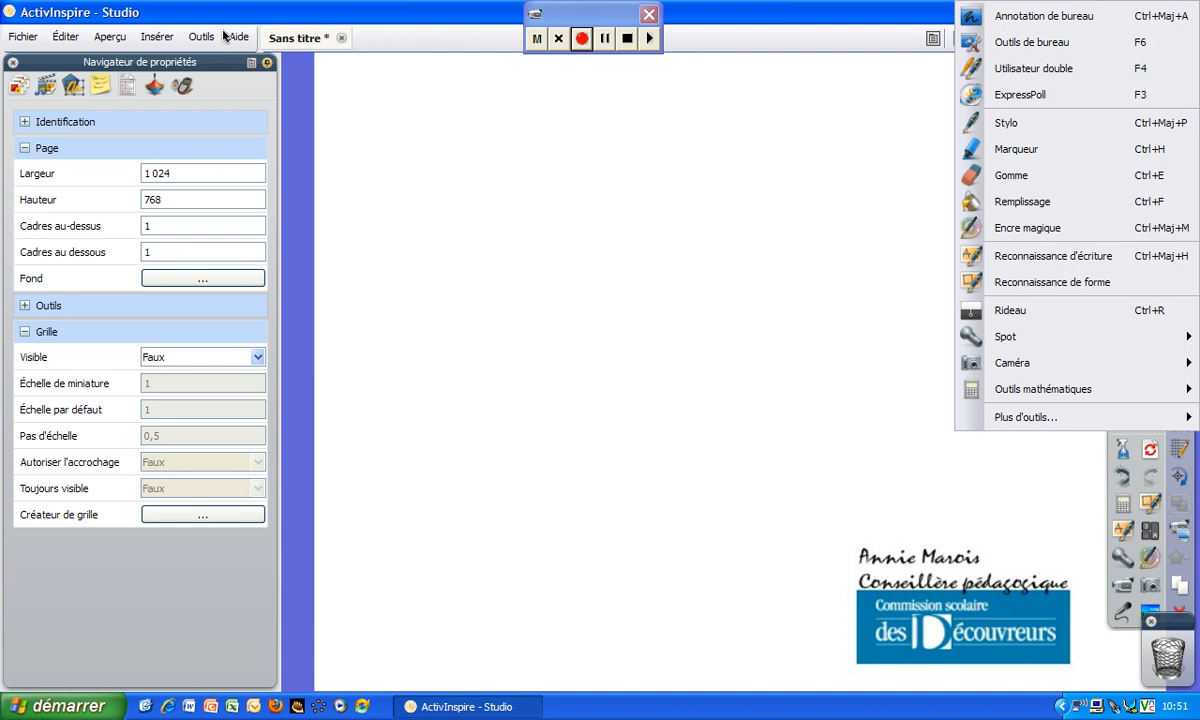 ActivInspire - Studio
Fichier Éditer Aperçu Insérer Outils Aide
Sans titre *
M
Navigateur de propriétés
Identification
Page
Largeur 1 024
Hauteur 768
Cadres au-dessus 1
Cadres au dessous 1
Fond ...
Outils
Grille
Visible Faux
Échelle de miniature 1
Échelle par défaut 1
Pas d'échelle 0,5
Autoriser l'accrochage Faux
Toujours visible Faux
Créateur de grille ...
Annotation de bureau Ctrl+Maj+A
Outils de bureau F6
Utilisateur double F4
ExpressPoll F3
Stylo Ctrl+Maj+P
Marqueur Ctrl+H
Gomme Ctrl+E
Remplissage Ctrl+F
Encre magique Ctrl+Maj+M
Reconnaissance d'écriture Ctrl+Maj+H
Reconnaissance de forme
Rideau Ctrl+R
Spot
Caméra
Outils mathématiques
Plus d'outils...
Annie Marois
Conseillère pédagogique
Commission scolaire
des Découvreurs
démarrer
ActivInspire - Studio
10:51